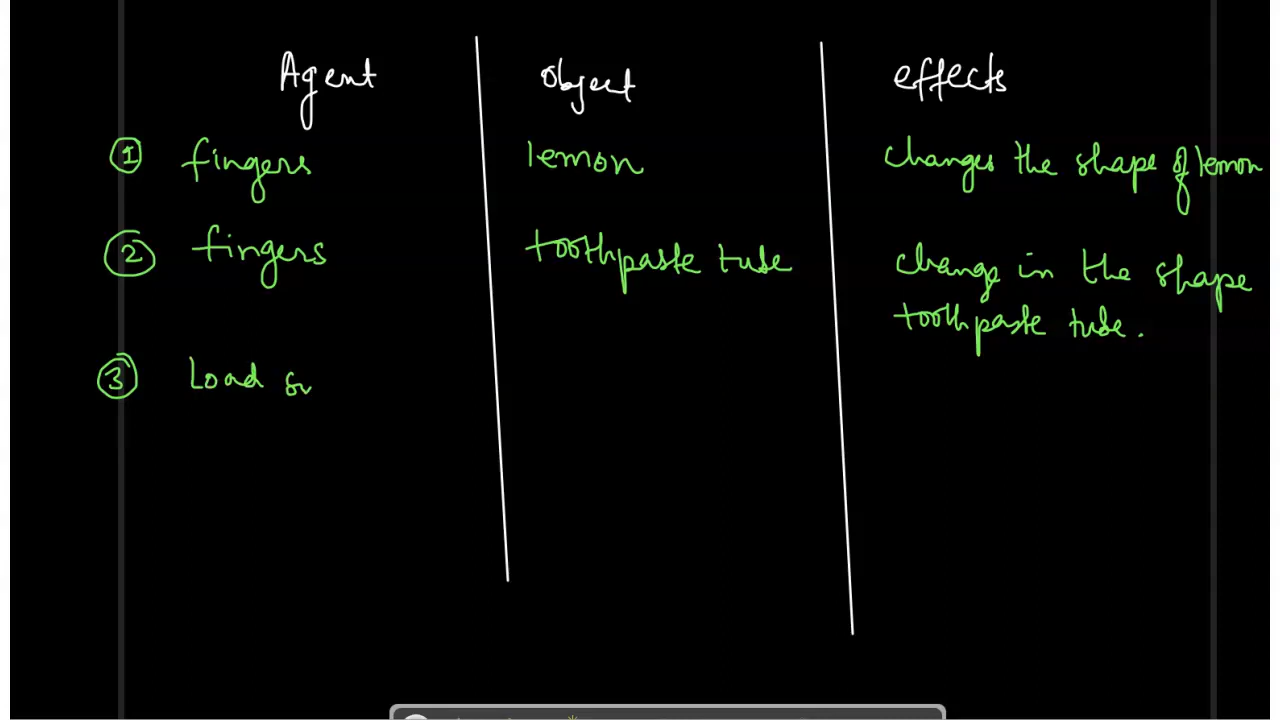 Agent object effects
① fingers lemon changes the shape of lemon
② fingers toothpaste tube change in the shape
toothpaste tube.
③ Load su